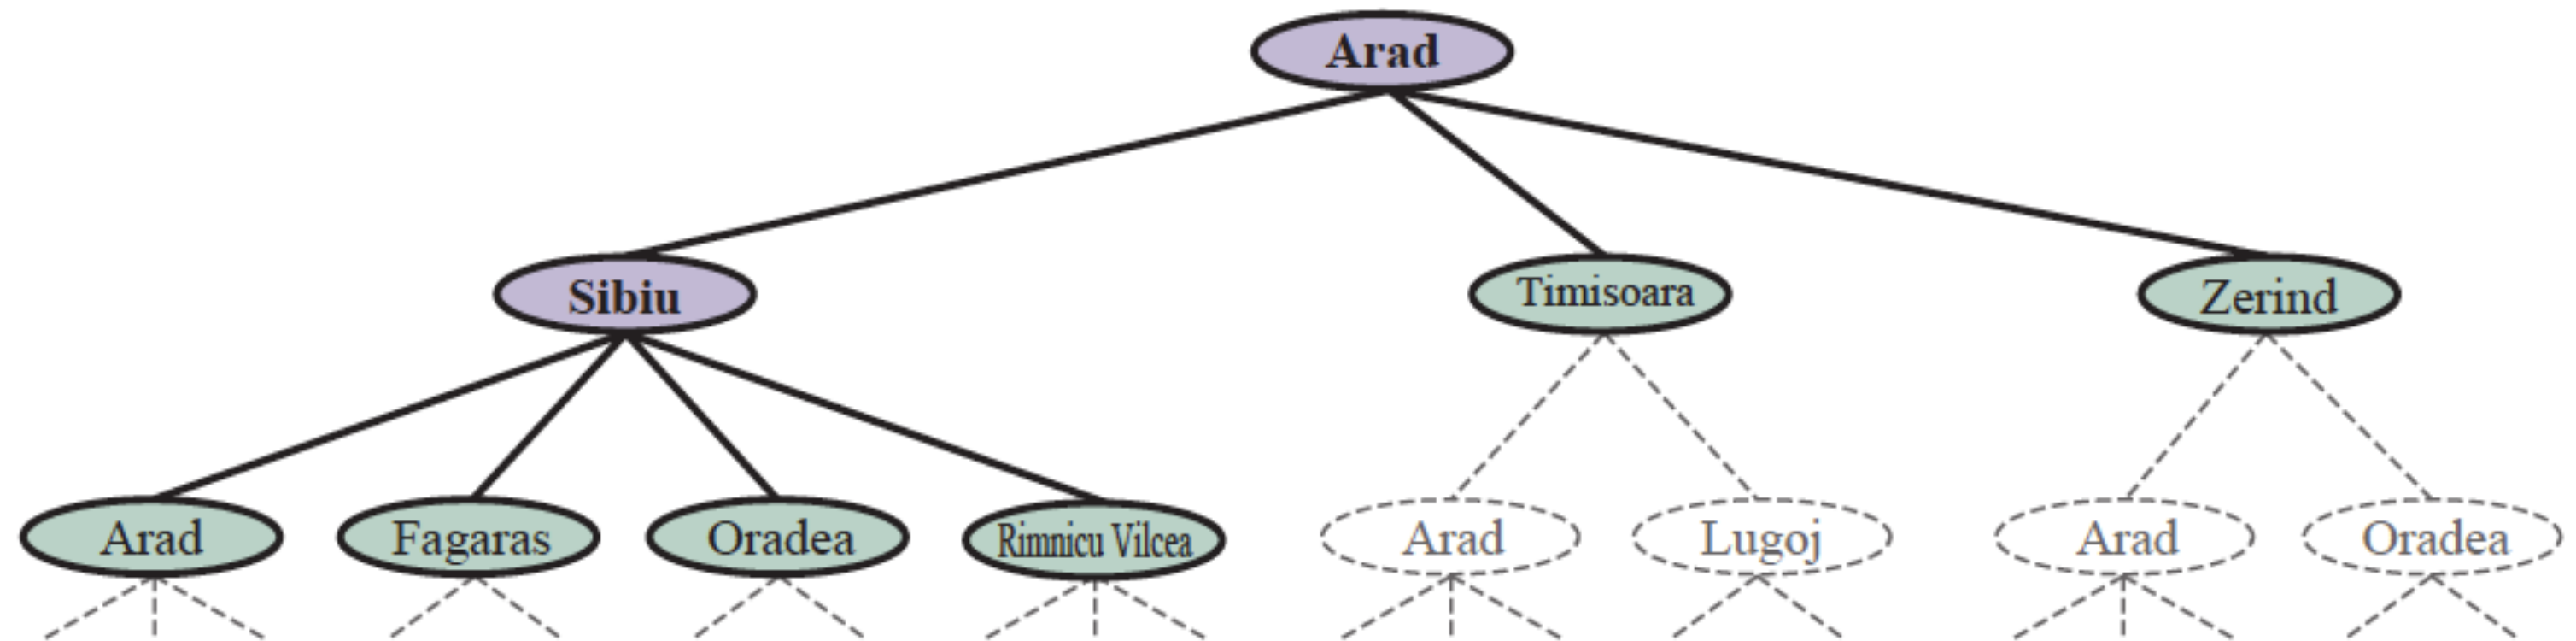 Arad
Sibiu
Timisoara
Zerind
Arad
Fagaras
Oradea
Rimnicu Vilcea
Arad
Lugoj
Arad
Oradea